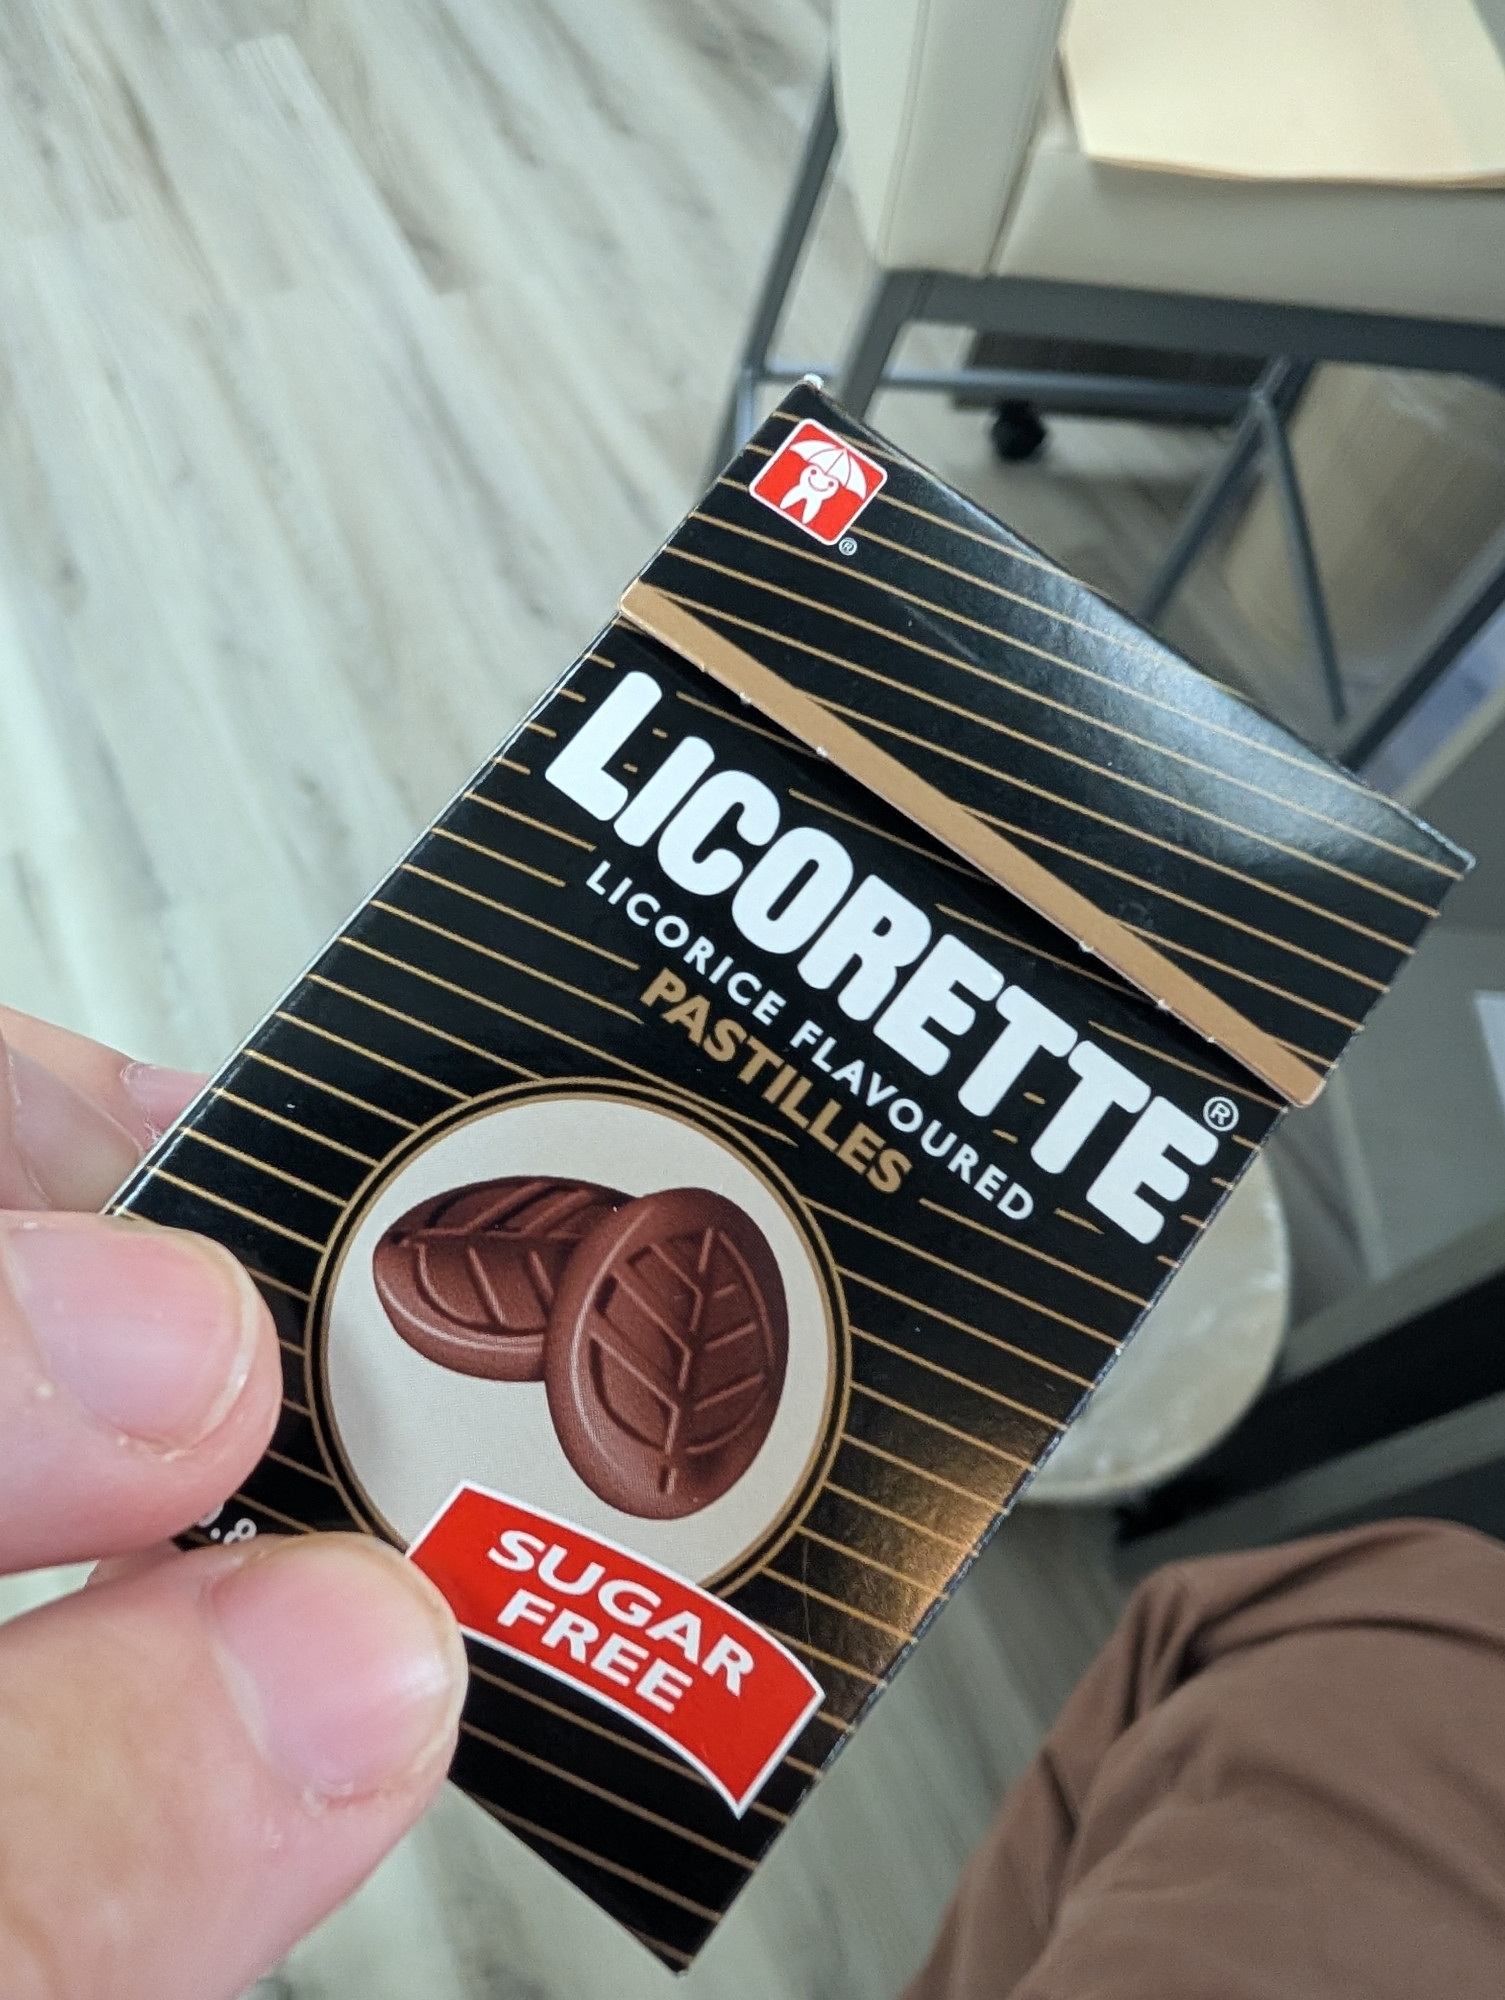 ®
LICORETTE®
LICORICE FLAVOURED
PASTILLES
SUGAR
FREE